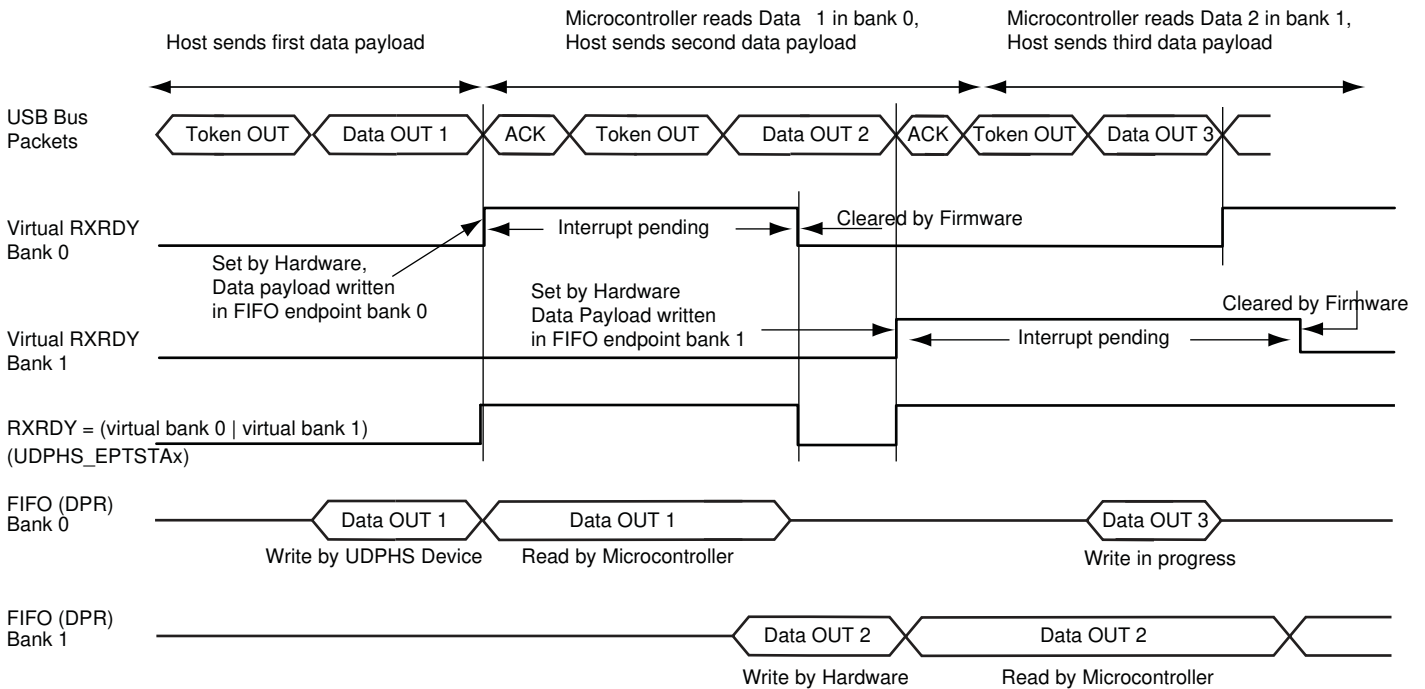 Host sends first data payload
Microcontroller reads Data 1 in bank 0,
Host sends second data payload
Microcontroller reads Data 2 in bank 1,
Host sends third data payload
USB Bus
Packets
Token OUT
Data OUT 1
ACK
Token OUT
Data OUT 2
ACK
Token OUT
Data OUT 3
Virtual RXRDY
Bank 0
Interrupt pending
Cleared by Firmware
Set by Hardware,
Data payload written
in FIFO endpoint bank 0
Set by Hardware
Data Payload written
in FIFO endpoint bank 1
Virtual RXRDY
Bank 1
Interrupt pending
Cleared by Firmware
RXRDY = (virtual bank 0 | virtual bank 1)
(UDPHS_EPTSTAx)
FIFO (DPR)
Bank 0
Data OUT 1
Data OUT 1
Data OUT 3
Write by UDPHS Device
Read by Microcontroller
Write in progress
FIFO (DPR)
Bank 1
Data OUT 2
Data OUT 2
Write by Hardware
Read by Microcontroller